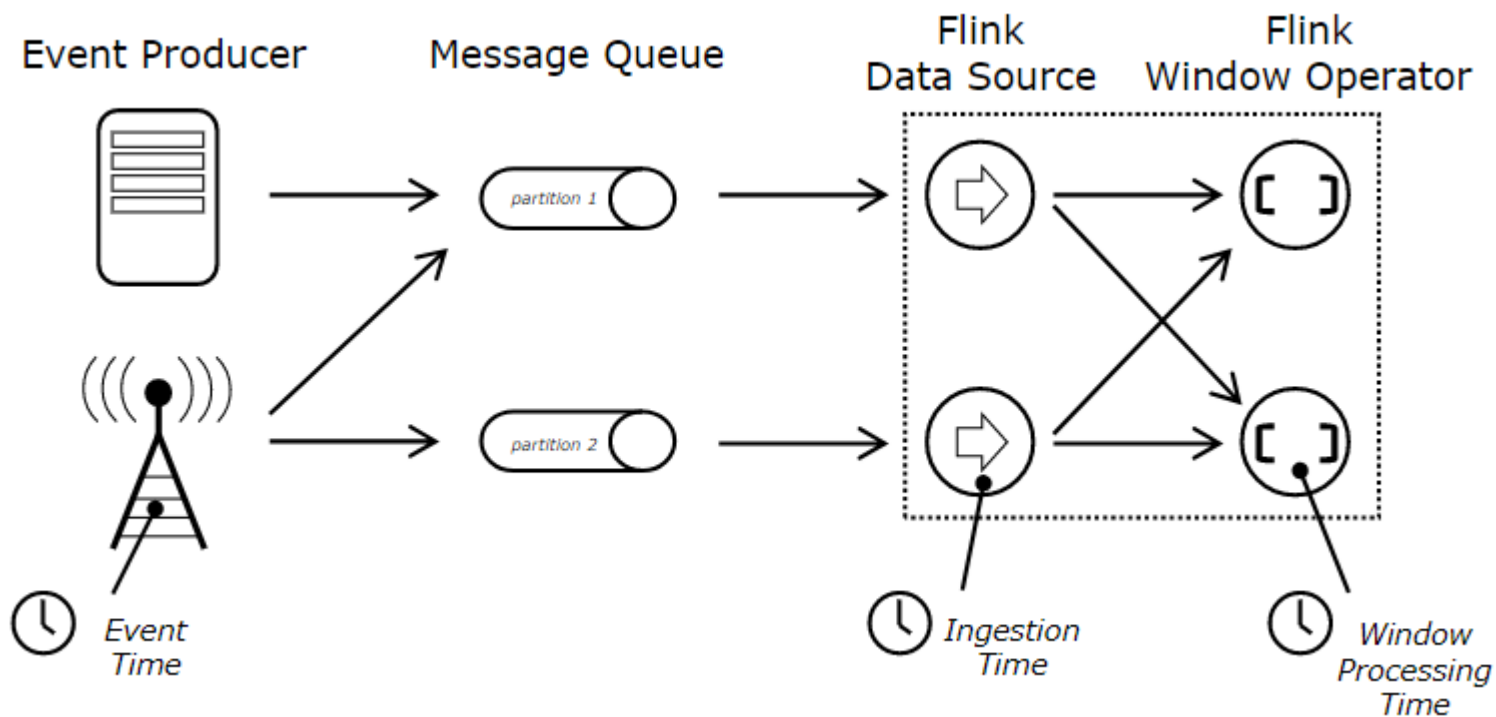 Event Producer
Message Queue
Flink
Data Source
Flink
Window Operator
partition 1
partition 2
Event
Time
Ingestion
Time
Window
Processing
Time